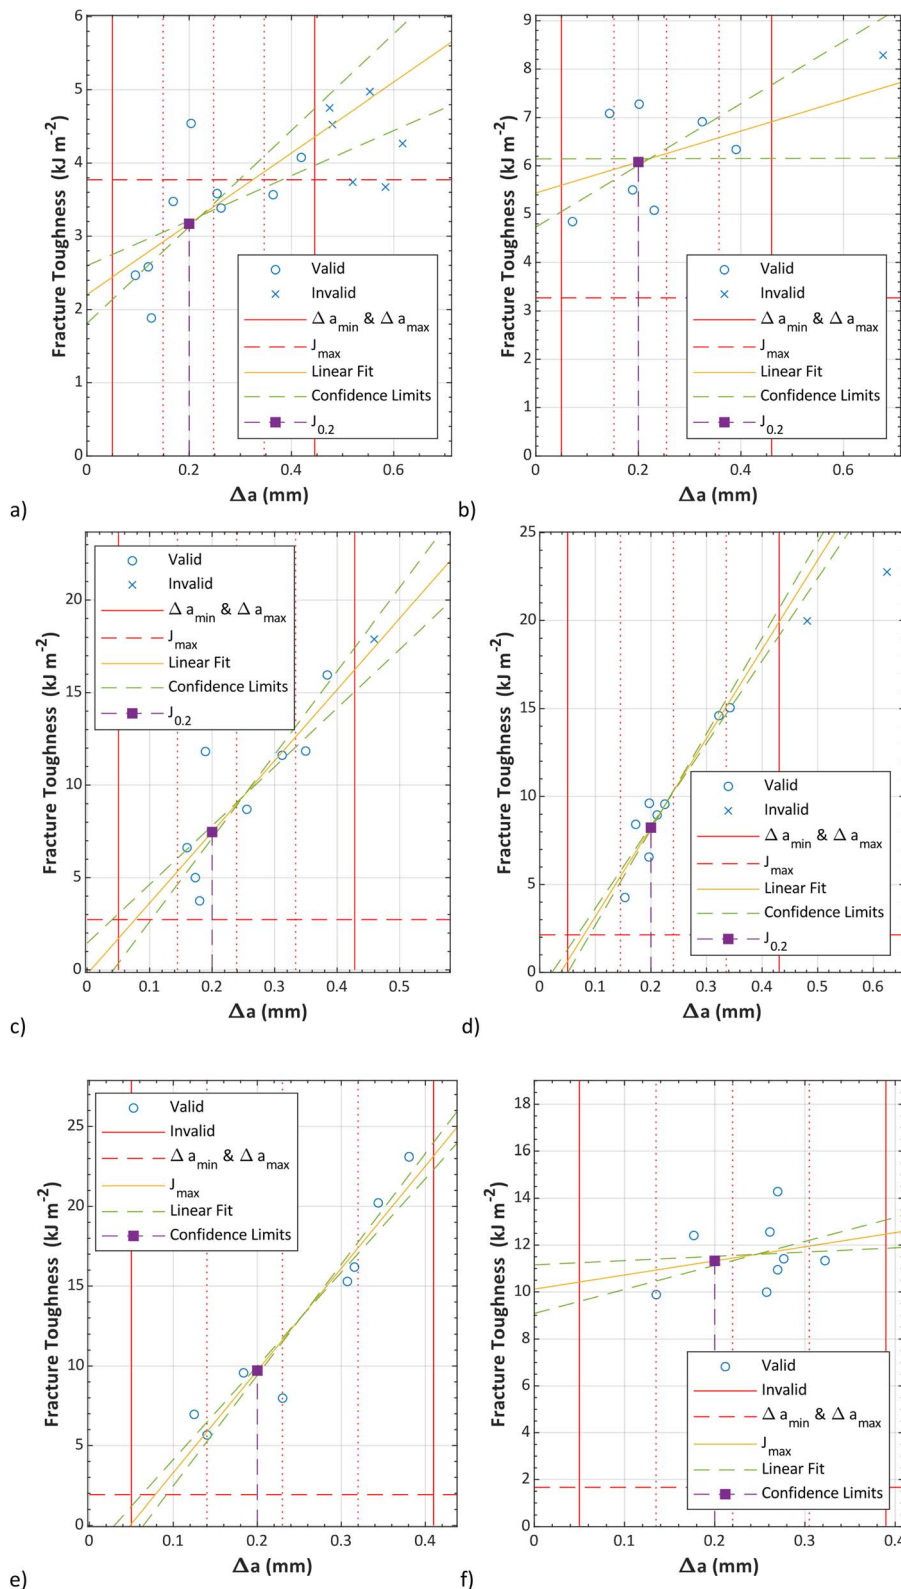 6
5
4
3
2
1
0
Fracture Toughness (kJ m-2)
Valid
Invalid
Δ amin & Δ amax
Jmax
Linear Fit
Confidence Limits
J0.2
0 0.2 0.4 0.6
Δa (mm)
a)
9
8
7
6
5
4
3
2
1
0
Fracture Toughness (kJ m-2)
Valid
Invalid
Δ amin & Δ amax
Jmax
Linear Fit
Confidence Limits
J0.2
0 0.2 0.4 0.6
Δa (mm)
b)
20
15
10
5
0
Fracture Toughness (kJ m-2)
Valid
Invalid
Δ amin & Δ amax
Jmax
Linear Fit
Confidence Limits
J0.2
0 0.1 0.2 0.3 0.4 0.5
Δa (mm)
c)
25
20
15
10
5
0
Fracture Toughness (kJ m-2)
Valid
Invalid
Δ amin & Δ amax
Jmax
Linear Fit
Confidence Limits
J0.2
0 0.1 0.2 0.3 0.4 0.5 0.6
Δa (mm)
d)
25
20
15
10
5
0
Fracture Toughness (kJ m-2)
Valid
Invalid
Δ amin & Δ amax
Jmax
Linear Fit
Confidence Limits
0 0.1 0.2 0.3 0.4
Δa (mm)
e)
18
16
14
12
10
8
6
4
2
0
Fracture Toughness (kJ m-2)
Valid
Invalid
Δ amin & Δ amax
Jmax
Linear Fit
Confidence Limits
0 0.1 0.2 0.3 0.4
Δa (mm)
f)